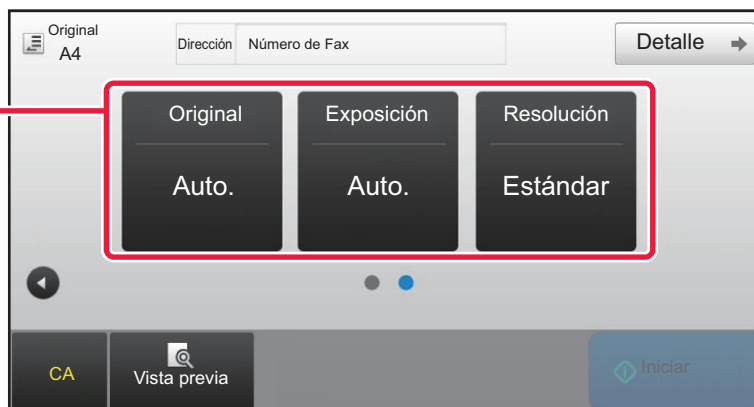 Original
A4
Dirección Número de Fax
Detalle
Original Exposición Resolución
Auto. Auto. Estándar
CA
Vista previa
Iniciar